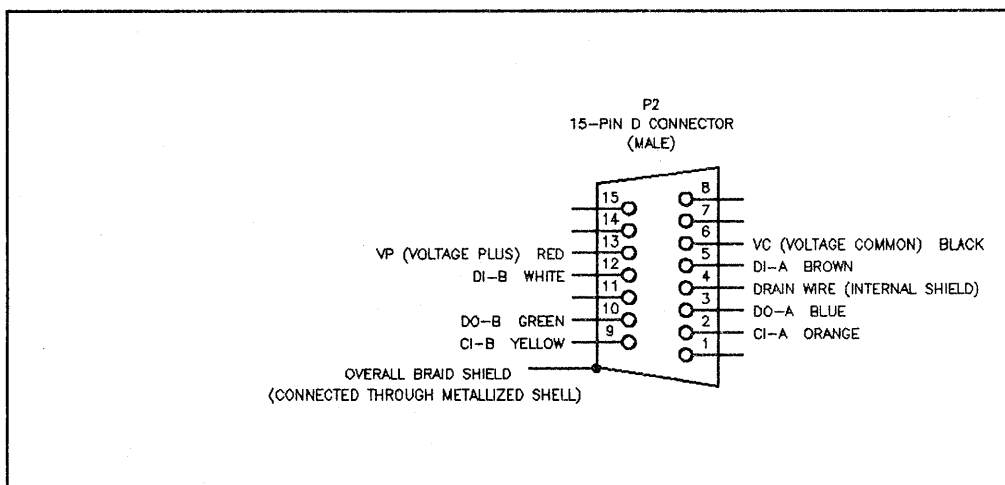 P2
15-PIN D CONNECTOR
(MALE)
15
14
VP (VOLTAGE PLUS) RED 13
DI-B WHITE 12
11
DO-B GREEN 10
CI-B YELLOW 9
8
7
6 VC (VOLTAGE COMMON) BLACK
5 DI-A BROWN
4 DRAIN WIRE (INTERNAL SHIELD)
3 DO-A BLUE
2 CI-A ORANGE
1
OVERALL BRAID SHIELD
(CONNECTED THROUGH METALLIZED SHELL)